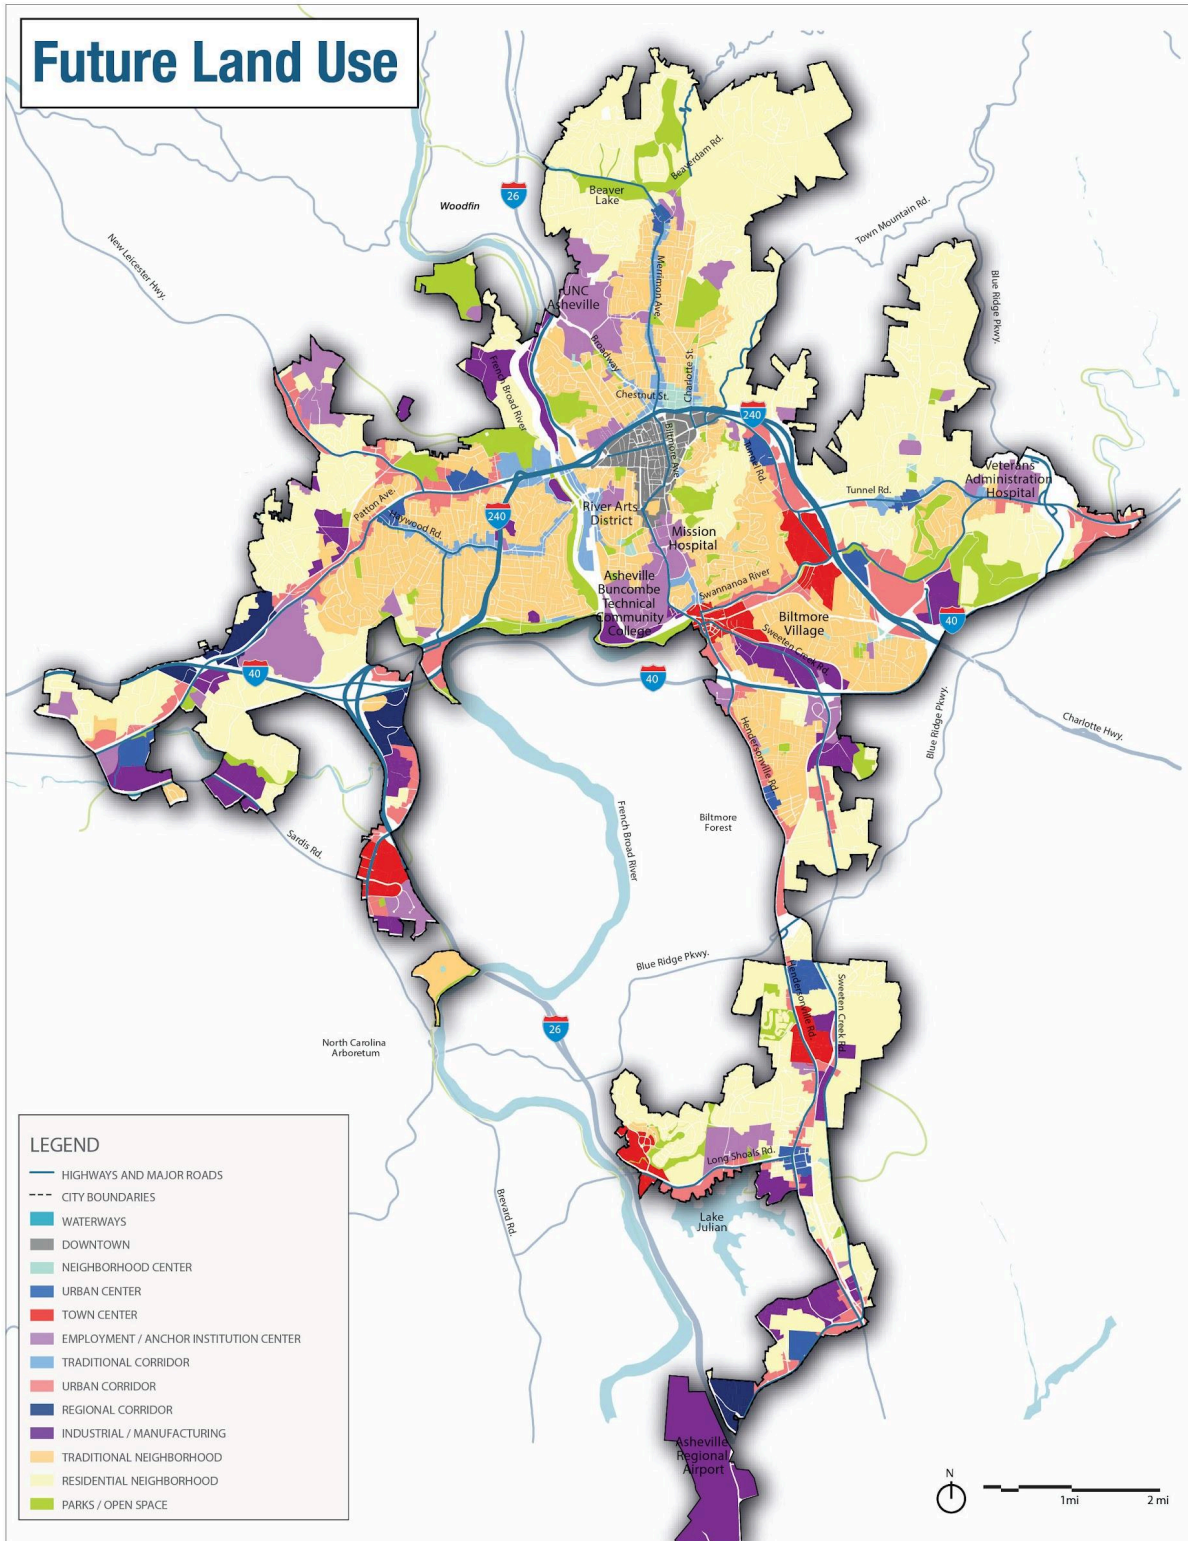 Future Land Use
Beaverdam Rd.
Beaver
Lake
26
Woodfin
Town Mountain Rd.
New Leicester Hwy.
Merrimon Ave.
Blue Ridge Pkwy.
UNC
Asheville
Broadway
Charlotte St.
French Broad River
Chestnut St.
240
Biltmore Ave.
Tunnel Rd.
Veterans
Administration
Hospital
Tunnel Rd.
Patton Ave.
240
Haywood Rd.
River Arts
District
Mission
Hospital
Asheville
Buncombe
Technical
Community
College
Swannanoa River
Biltmore
Village
40
Sweeten Creek Rd.
40
40
Blue Ridge Pkwy.
Charlotte Hwy.
Hendersonville Rd.
French Broad River
Biltmore
Forest
Sardis Rd.
Blue Ridge Pkwy.
Hendersonville Rd.
Sweeten Creek Rd.
26
North Carolina
Arboretum
Long Shoals Rd.
Brevard Rd.
Lake
Julian
Asheville
Regional
Airport
LEGEND
HIGHWAYS AND MAJOR ROADS
CITY BOUNDARIES
WATERWAYS
DOWNTOWN
NEIGHBORHOOD CENTER
URBAN CENTER
TOWN CENTER
EMPLOYMENT / ANCHOR INSTITUTION CENTER
TRADITIONAL CORRIDOR
URBAN CORRIDOR
REGIONAL CORRIDOR
INDUSTRIAL / MANUFACTURING
TRADITIONAL NEIGHBORHOOD
RESIDENTIAL NEIGHBORHOOD
PARKS / OPEN SPACE
N
1mi
2 mi